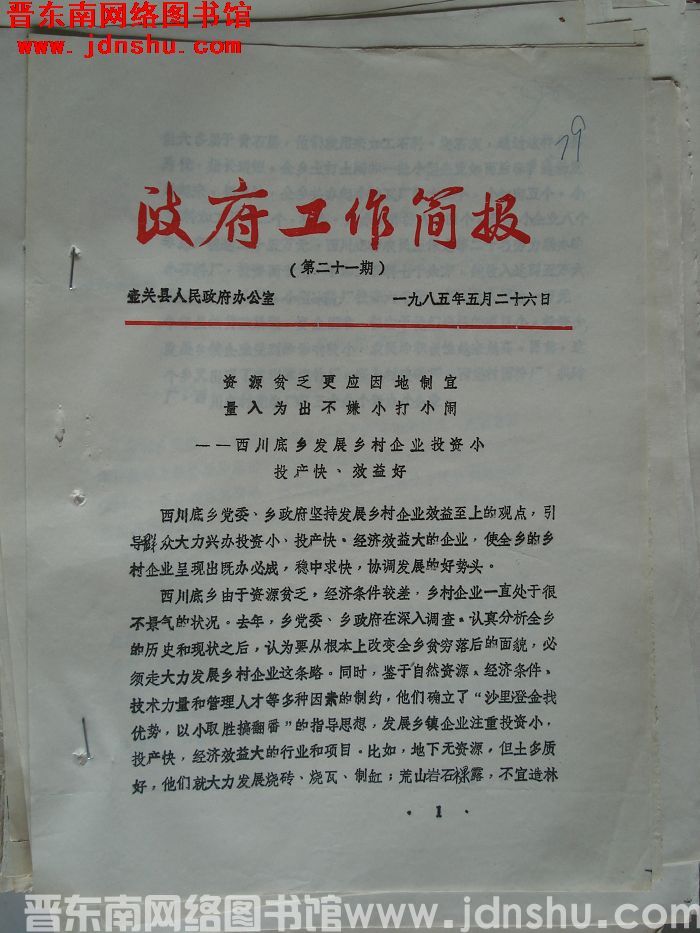 晋东南网络图书馆
www.jdnshu.com
19
政府工作简报
（第二十一期）
壶关县人民政府办公室 一九八五年五月二十六日
资源贫乏更应因地制宜
量入为出不嫌小打小闹
——西川底乡发展乡村企业投资小
投产快、效益好
西川底乡党委、乡政府坚持发展乡村企业效益至上的观点，引
导群众大力兴办投资小、投产快。经济效益大的企业，使全乡的乡
村企业呈现出既办必成，稳中求快，协调发展的好势头。
西川底乡由于资源贫乏，经济条件较差，乡村企业一直处于很
不景气的状况。去年，乡党委、乡政府在深入调查。认真分析全乡
的历史和现状之后，认为要从根本上改变全乡贫穷落后的面貌，必
须走大力发展乡村企业这条路。同时，鉴于自然资源、经济条件、
技术力量和管理人才等多种因素的制约，他们确立了“沙里澄金找
优势，以小取胜搞翻番”的指导思想，发展乡镇企业注重投资小，
投产快，经济效益大的行业和项目。比如，地下无资源，但土多质
好，他们就大力发展烧砖、烧瓦、制缸；荒山岩石裸露，不宜造林
·1·
晋东南网络图书馆www.jdnshu.com